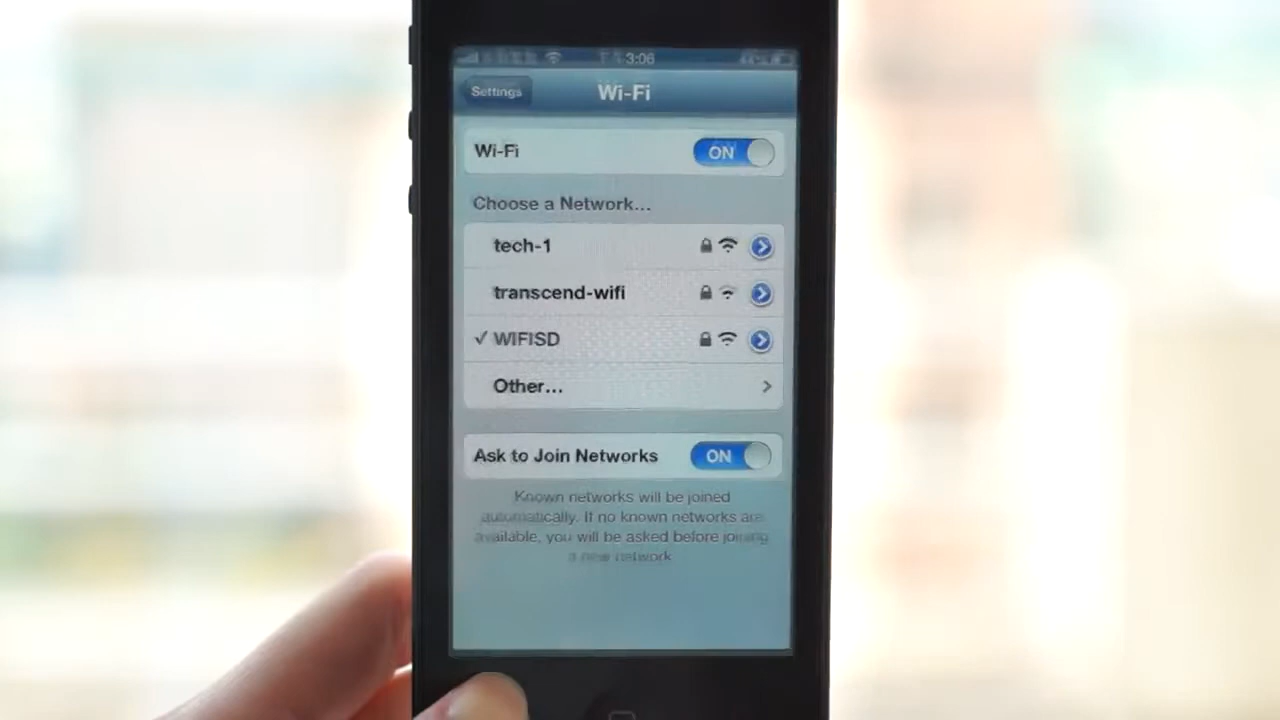 3:06
Settings
Wi-Fi
Wi-Fi
ON
Choose a Network...
tech-1
transcend-wifi
✓ WIFISD
Other...
Ask to Join Networks
ON
Known networks will be joined
automatically. If no known networks are
available, you will be asked before joining
a new network